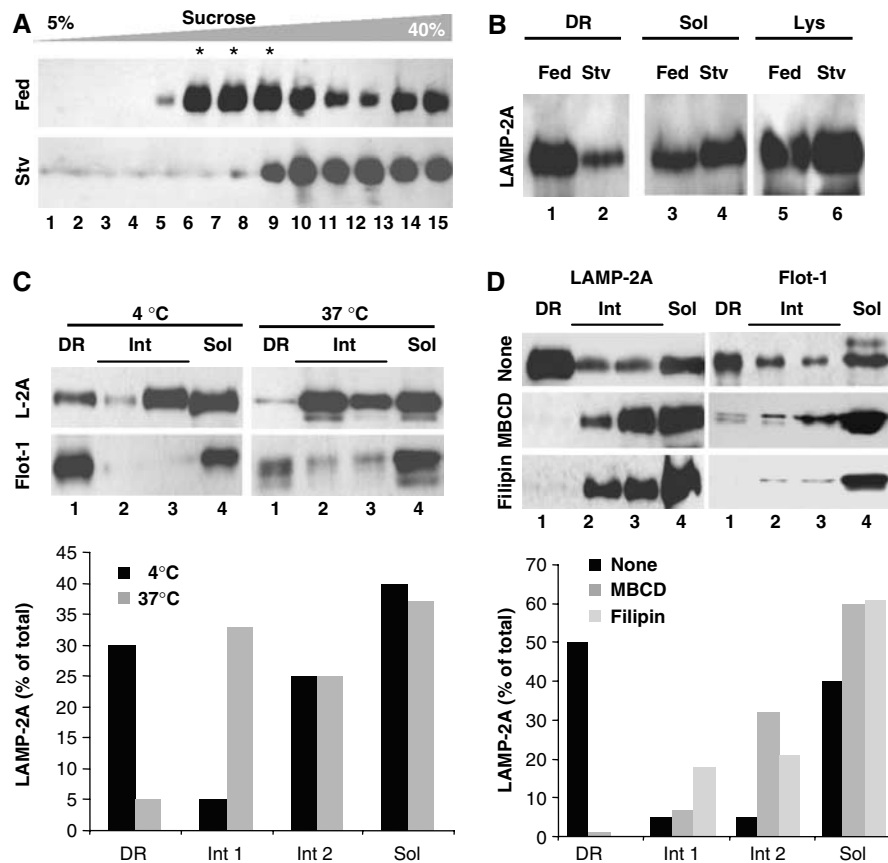 A
5%
Sucrose
40%
* * *
Fed
Stv
1 2 3 4 5 6 7 8 9 10 11 12 13 14 15
B
DR Sol Lys
Fed Stv Fed Stv Fed Stv
LAMP-2A
1 2 3 4 5 6
C
4 °C 37 °C
DR Int Sol DR Int Sol
L-2A
Flot-1
1 2 3 4 1 2 3 4
LAMP-2A (% of total)
45
40
35
30
25
20
15
10
5
0
4°C
37°C
DR Int 1 Int 2 Sol
D
LAMP-2A Flot-1
DR Int Sol DR Int Sol
None
MBCD
Filipin
1 2 3 4 1 2 3 4
LAMP-2A (% of total)
70
60
50
40
30
20
10
0
None
MBCD
Filipin
DR Int 1 Int 2 Sol